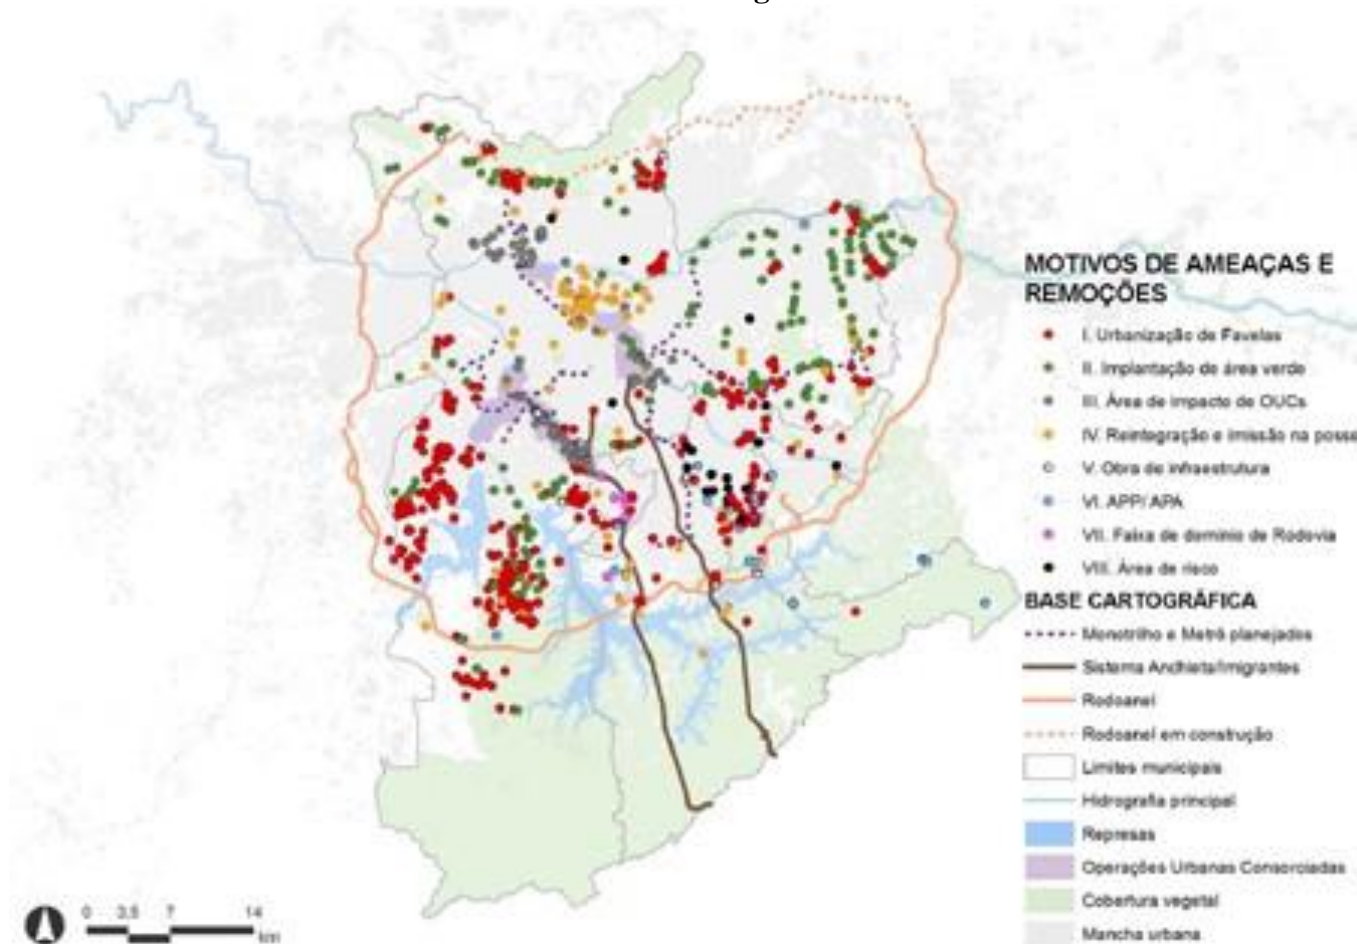 g
MOTIVOS DE AMEAÇAS E
REMOÇÕES
I. Urbanização de Favelas
II. Implantação de área verde
III. Área de impacto de OUCs
IV. Reintegração e imissão na posse
V. Obra de infraestrutura
VI. APP/ APA
VII. Faixa de domínio de Rodovia
VIII. Área de risco
BASE CARTOGRÁFICA
Monotrilho e Metrô planejados
Sistema Anchieta/Imigrantes
Rodoanel
Rodoanel em construção
Limites municipais
Hidrografia principal
Represas
Operações Urbanas Consorciadas
Cobertura vegetal
Mancha urbana
0 3,5 7 14
km